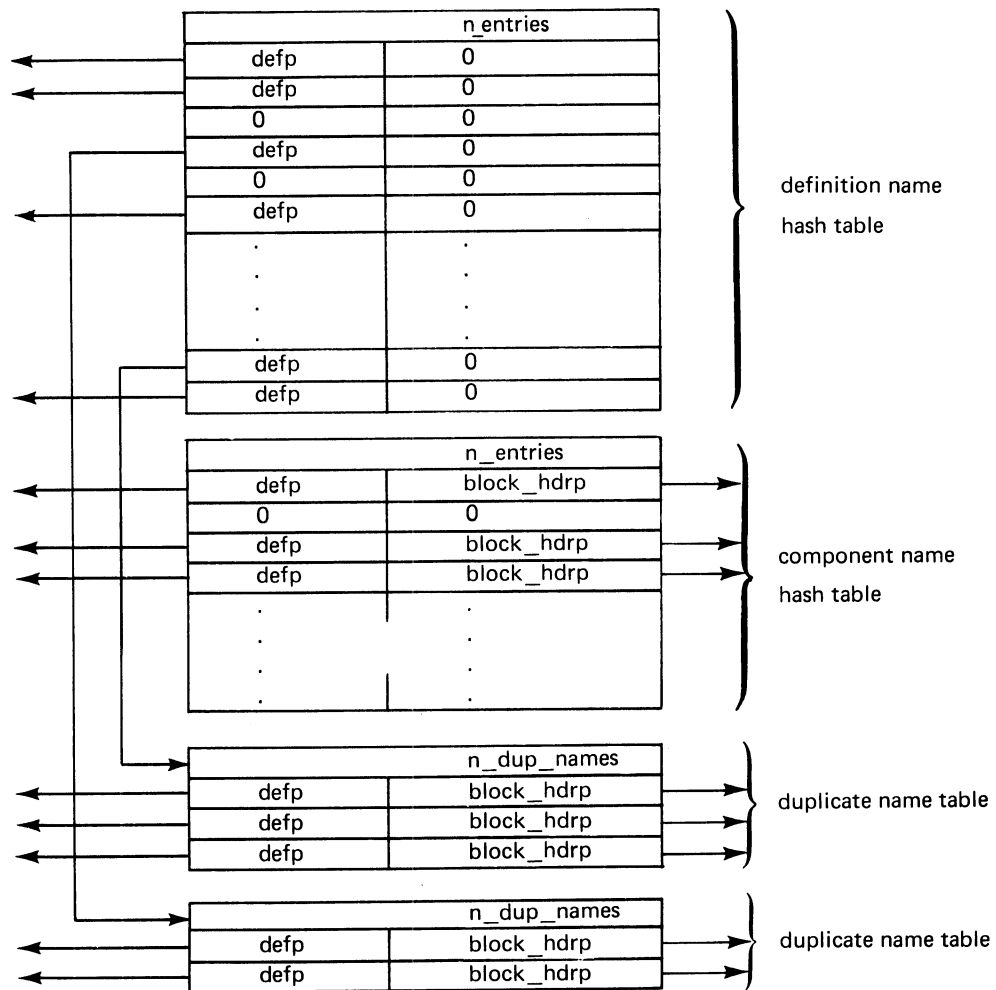 n_entries
defp 0
defp 0
0 0
defp 0
0 0
defp 0
. .
. .
. .
. .
defp 0
defp 0
definition name
hash table
n_entries
defp block_hdrp
0 0
defp block_hdrp
defp block_hdrp
. .
. .
. .
. .
component name
hash table
n_dup_names
defp block_hdrp
defp block_hdrp
defp block_hdrp
duplicate name table
n_dup_names
defp block_hdrp
defp block_hdrp
duplicate name table